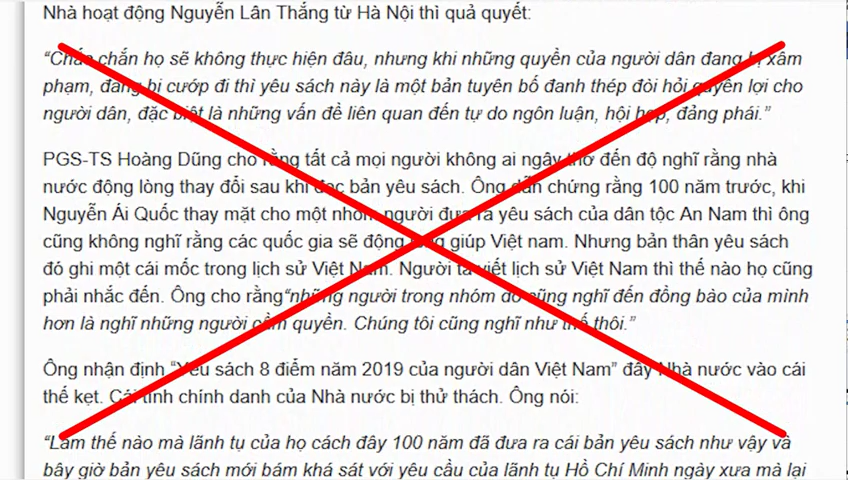 Nhà hoạt động Nguyễn Lân Thắng từ Hà Nội thì quả quyết:
“Chắc chắn họ sẽ không thực hiện đâu, nhưng khi những quyền của người dân đang bị xâm
phạm, đang bị cướp đi thì yêu sách này là một bản tuyên bố đanh thép đòi hỏi quyền lợi cho
người dân, đặc biệt là những vấn đề liên quan đến tự do ngôn luận, hội họp, đảng phái.”
PGS-TS Hoàng Dũng cho rằng tất cả mọi người không ai ngây thơ đến độ nghĩ rằng nhà
nước động lòng thay đổi sau khi đọc bản yêu sách. Ông dẫn chứng rằng 100 năm trước, khi
Nguyễn Ái Quốc thay mặt cho một nhóm người đưa ra yêu sách của dân tộc An Nam thì ông
cũng không nghĩ rằng các quốc gia sẽ động lòng giúp Việt nam. Nhưng bản thân yêu sách
đó ghi một cái mốc trong lịch sử Việt Nam. Người ta viết lịch sử Việt Nam thì thế nào họ cũng
phải nhắc đến. Ông cho rằng“những người trong nhóm đó cũng nghĩ đến đồng bào của mình
hơn là nghĩ những người cầm quyền. Chúng tôi cũng nghĩ như thế thôi.”
Ông nhận định “Yêu sách 8 điểm năm 2019 của người dân Việt Nam” đẩy Nhà nước vào cái
thế kẹt. Cái tính chính danh của Nhà nước bị thử thách. Ông nói:
“Làm thế nào mà lãnh tụ của họ cách đây 100 năm đã đưa ra cái bản yêu sách như vậy và
bây giờ bản yêu sách mới bám khá sát với yêu cầu của lãnh tụ Hồ Chí Minh ngày xưa mà lại